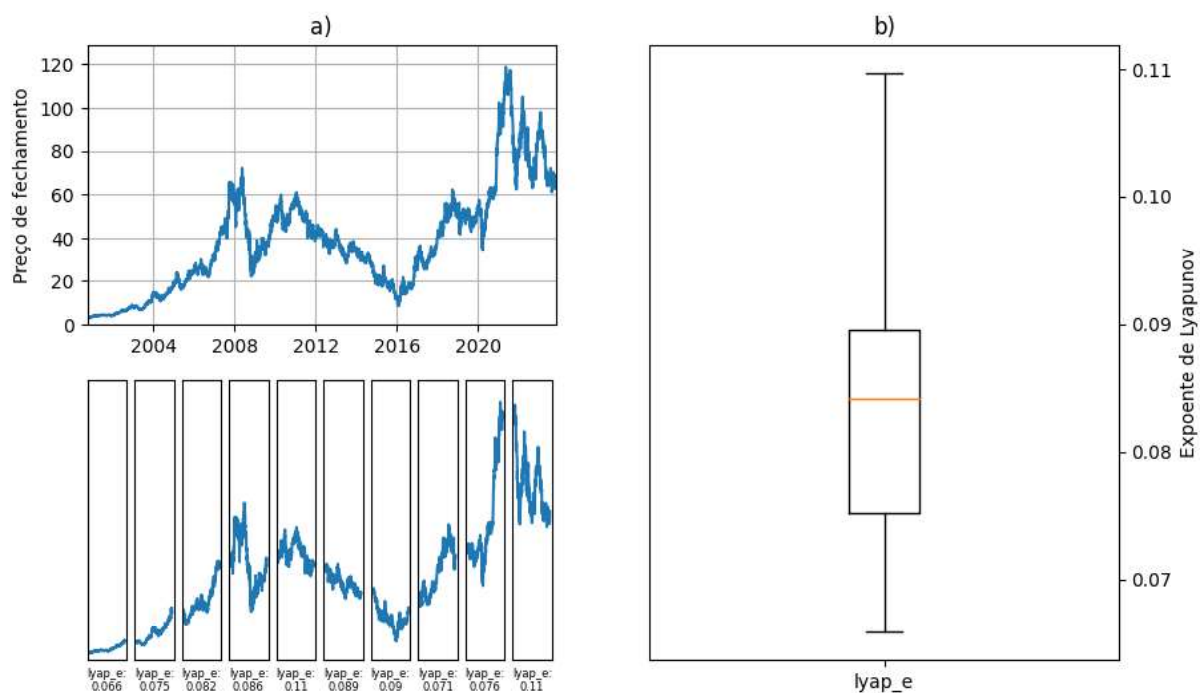 a)
Preço de fechamento
120
100
80
60
40
20
0
2004
2008
2012
2016
2020
lyap_e:
0.066
lyap_e:
0.075
lyap_e:
0.082
lyap_e:
0.086
lyap_e:
0.11
lyap_e:
0.089
lyap_e:
0.09
lyap_e:
0.071
lyap_e:
0.076
lyap_e:
0.11
b)
0.11
0.10
0.09
0.08
0.07
Expoente de Lyapunov
lyap_e